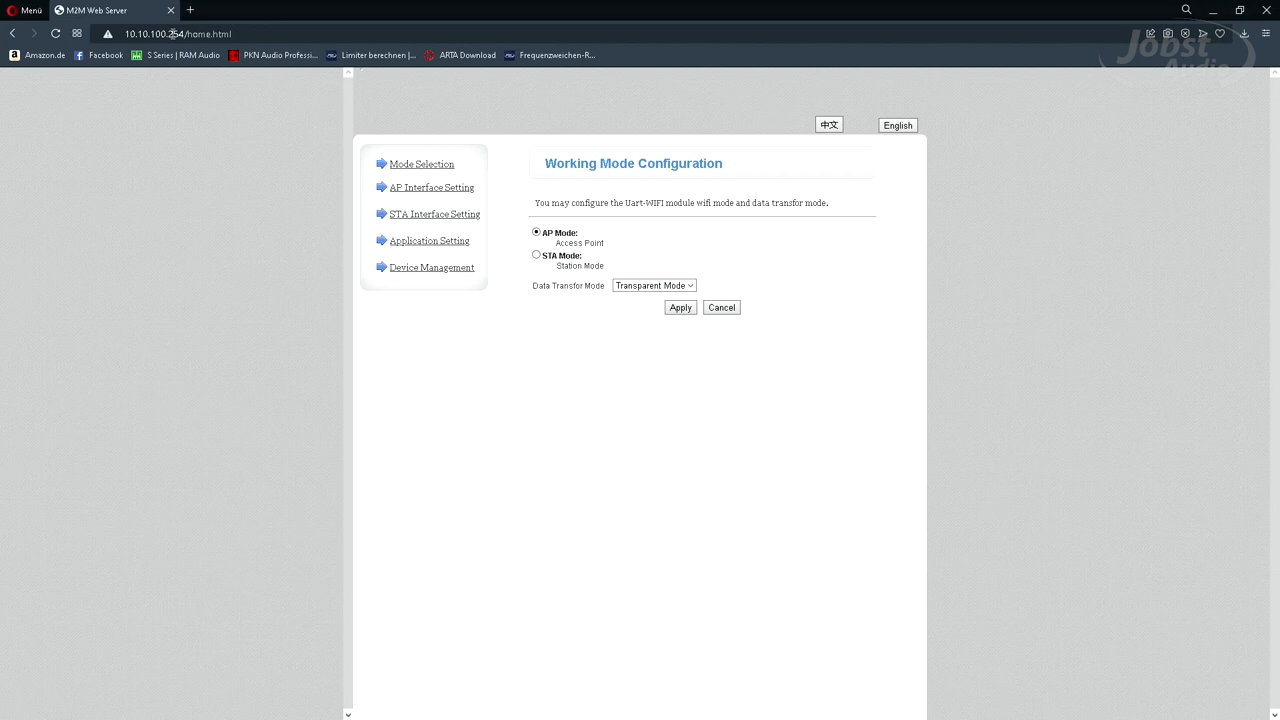 Menü
M2M Web Server
10.10.100.254/home.html
Amazon.de
Facebook
S Series | RAM Audio
PKN Audio Professi...
Limiter berechnen |...
ARTA Download
Frequenzweichen-R...
Jobst
Audio
中文
English
Mode Selection
AP Interface Setting
STA Interface Setting
Application Setting
Device Management
Working Mode Configuration
You may configure the Uart-WIFI module wifi mode and data transfor mode.
AP Mode:
Access Point
STA Mode:
Station Mode
Data Transfor Mode
Transparent Mode
Apply
Cancel